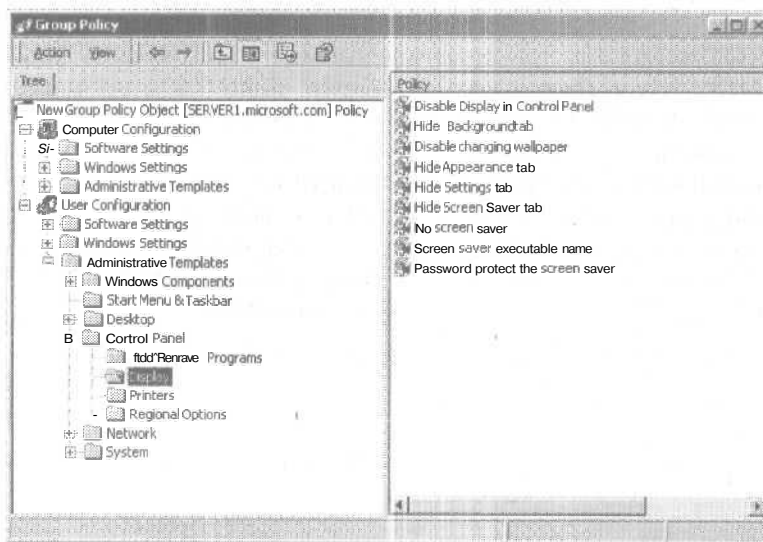 Group Policy
Action View
Tree
Policy
New Group Policy Object [SERVER1.microsoft.com] Policy
Computer Configuration
Si- Software Settings
Windows Settings
Administrative Templates
User Configuration
Software Settings
Windows Settings
Administrative Templates
Windows Components
Start Menu & Taskbar
Desktop
B Cortrol Panel
ftdd^Renrave Programs
Display
Printers
- Regional Options
Network
System
Disable Display in Control Panel
Hide Background tab
Disable changing wallpaper
Hide Appearance tab
Hide Settings tab
Hide Screen Saver tab
No screen saver
Screen saver executable name
Password protect the screen saver